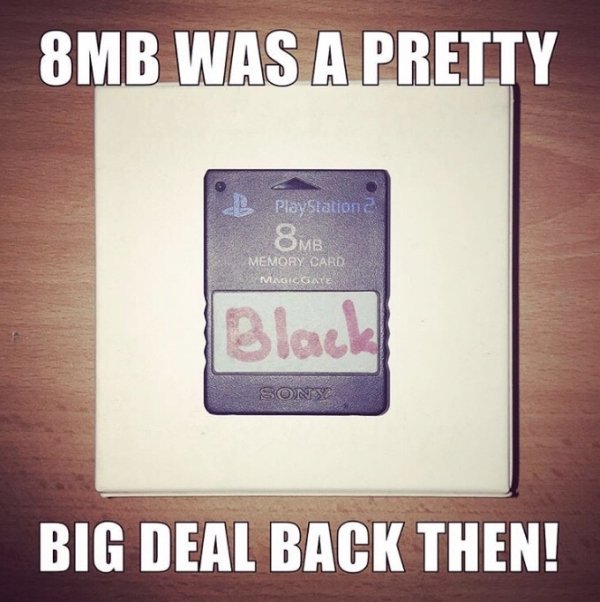 8MB WAS A PRETTY
PlayStation 2
8MB
MEMORY CARD
MAGICGATE
Black
SONY
BIG DEAL BACK THEN!